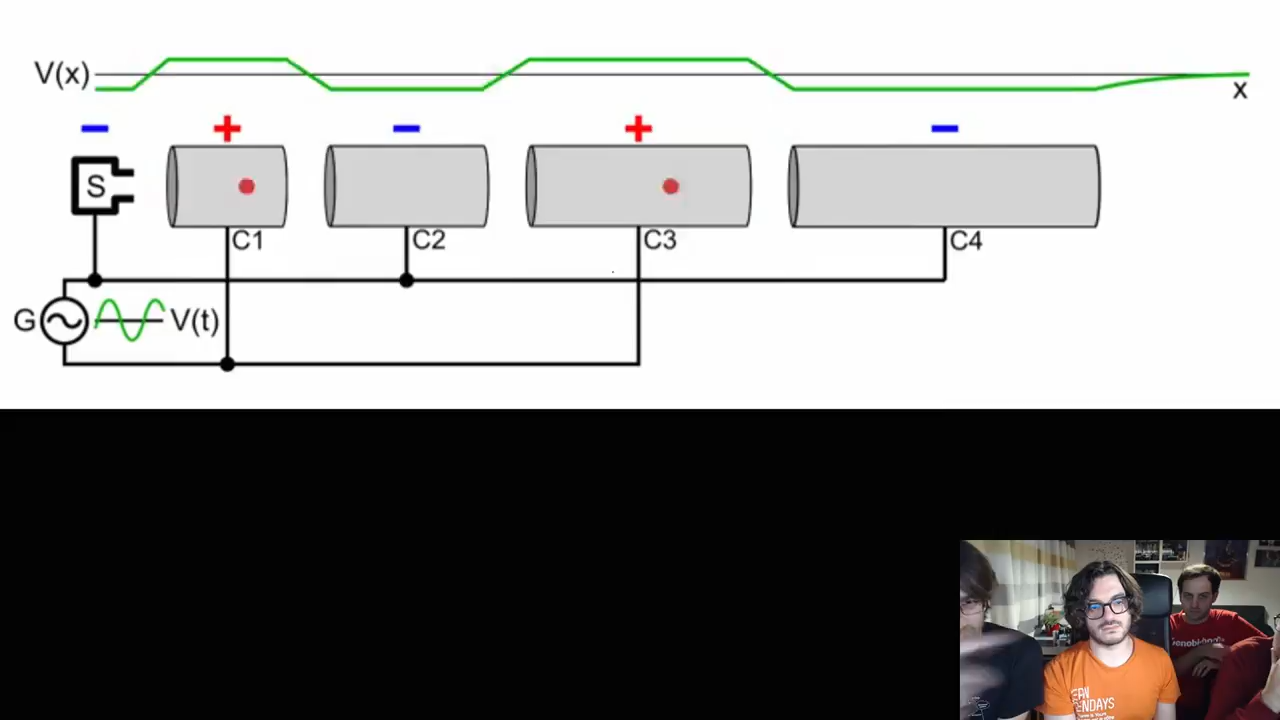 V(x)
x
− + − + −
S
C1 C2 C3 C4
G V(t)